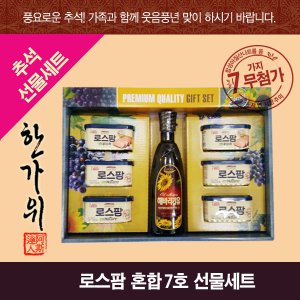 풍요로운 추석! 가족과 함께 웃음풍년 맞이 하시기 바랍니다.
추석
선물세트
7가지
무첨가
한가위
PREMIUM QUALITY GIFT SET
로스팜
로스팜
로스팜
로스팜
로스팜
로스팜
해바라기유
로스팜 혼합 7호 선물세트